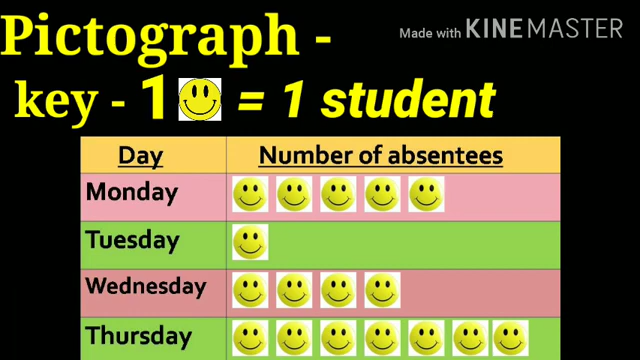 Pictograph -
Made with KINEMASTER
key - 1 = 1 student
Day Number of absentees
Monday
Tuesday
Wednesday
Thursday